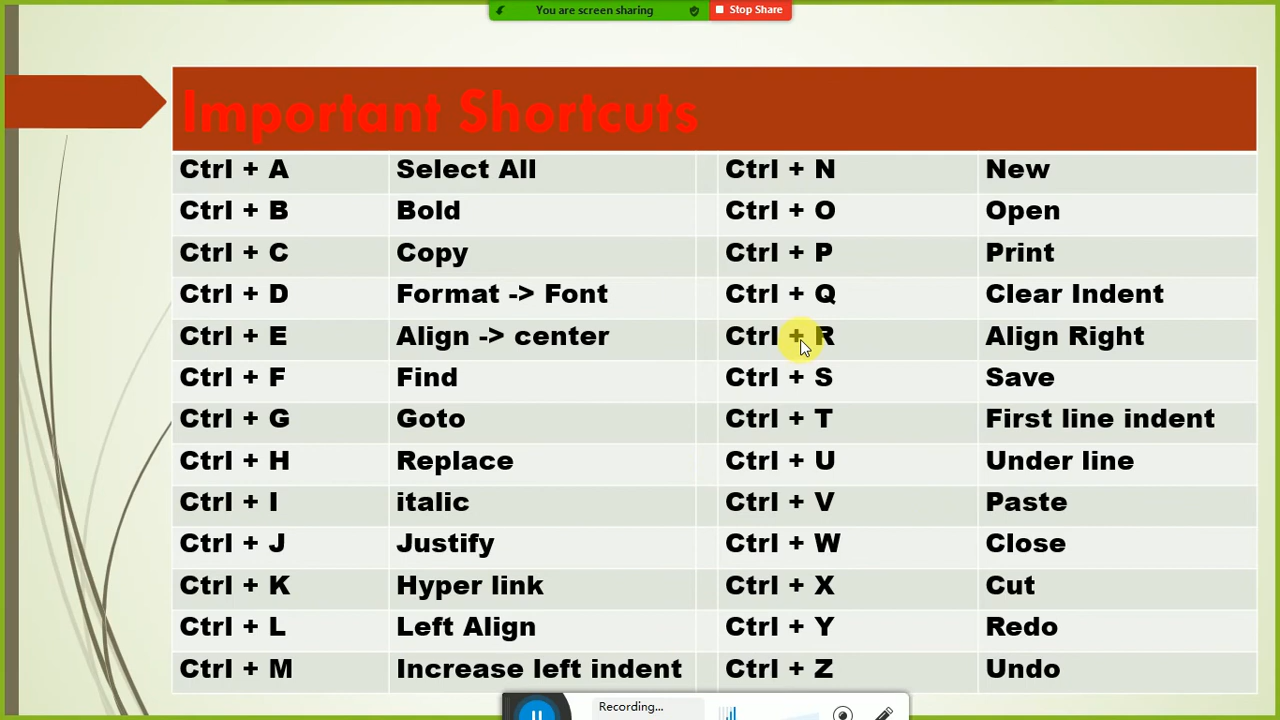 You are screen sharing
Stop Share
Important Shortcuts
Ctrl + A Select All Ctrl + N New
Ctrl + B Bold Ctrl + O Open
Ctrl + C Copy Ctrl + P Print
Ctrl + D Format -> Font Ctrl + Q Clear Indent
Ctrl + E Align -> center Ctrl + R Align Right
Ctrl + F Find Ctrl + S Save
Ctrl + G Goto Ctrl + T First line indent
Ctrl + H Replace Ctrl + U Under line
Ctrl + I italic Ctrl + V Paste
Ctrl + J Justify Ctrl + W Close
Ctrl + K Hyper link Ctrl + X Cut
Ctrl + L Left Align Ctrl + Y Redo
Ctrl + M Increase left indent Ctrl + Z Undo
Recording...